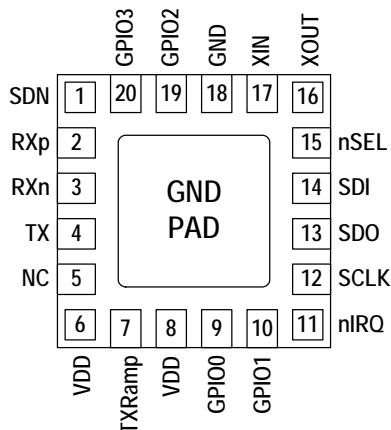 GPIO3
GPIO2
GND
XIN
XOUT
SDN 1 20 19 18 17 16
RXp 2 15 nSEL
RXn 3 14 SDI
GND
PAD
TX 4 13 SDO
NC 5 12 SCLK
6 7 8 9 10 11 nIRQ
VDD
TXRamp
VDD
GPIO0
GPIO1